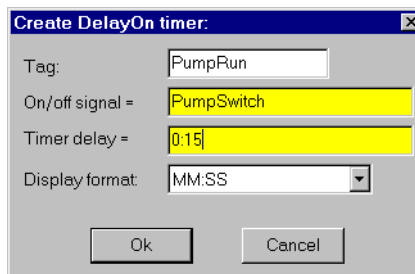 Create DelayOn timer:
Tag: PumpRun
On/off signal = PumpSwitch
Timer delay = 0:15
Display format: MM:SS
Ok Cancel